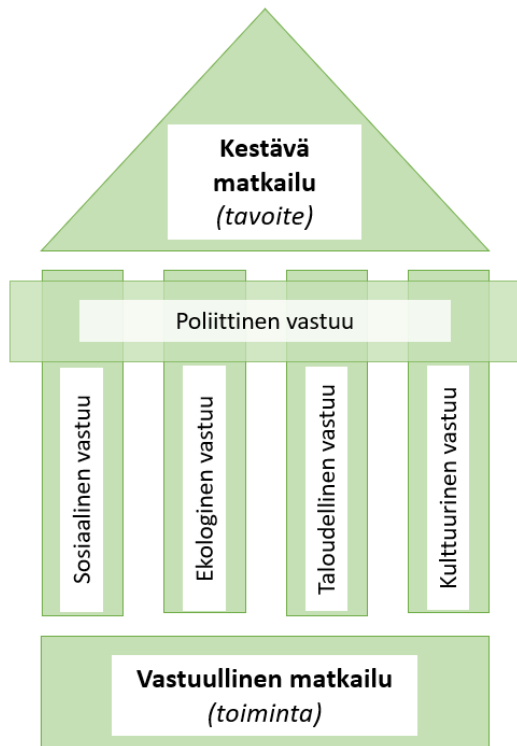 Kestävä
matkailu
(tavoite)
Poliittinen vastuu
Sosiaalinen vastuu
Ekologinen vastuu
Taloudellinen vastuu
Kulttuurinen vastuu
Vastuullinen matkailu
(toiminta)